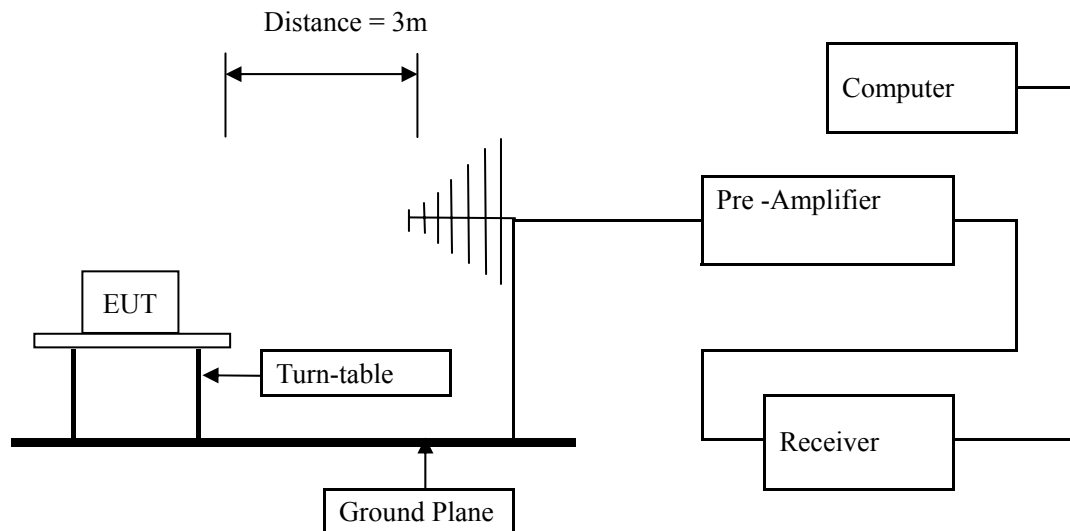 Distance = 3m
Computer
Pre -Amplifier
EUT
Turn-table
Receiver
Ground Plane